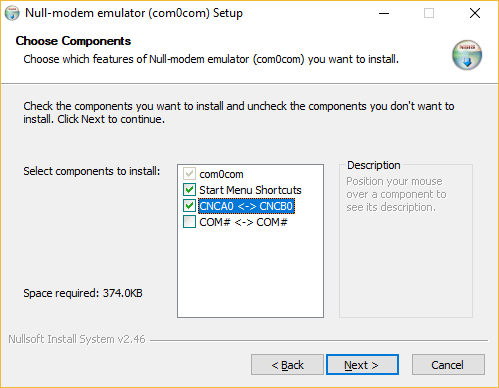 Null-modem emulator (com0com) Setup
Choose Components
Choose which features of Null-modem emulator (com0com) you want to install.
Check the components you want to install and uncheck the components you don't want to
install. Click Next to continue.
Select components to install:
com0com
Start Menu Shortcuts
CNCA0 <-> CNCB0
COM# <-> COM#
Description
Position your mouse
over a component to
see its description.
Space required: 374.0KB
Nullsoft Install System v2.46
< Back
Next >
Cancel